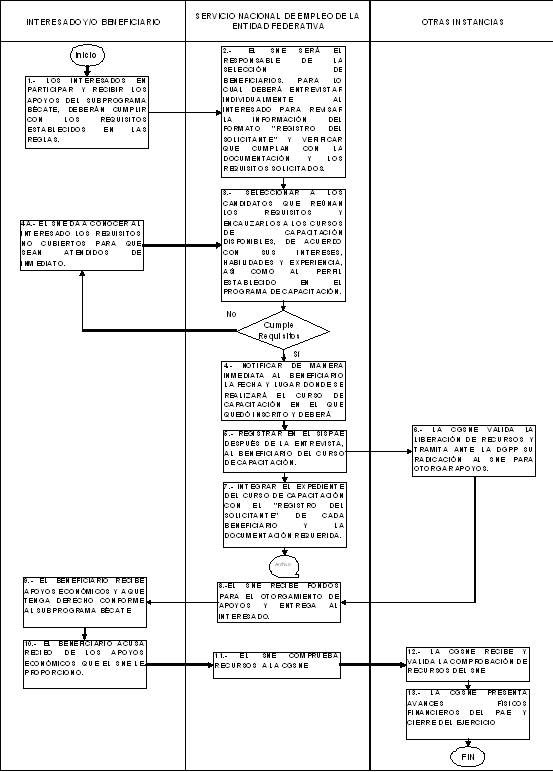 INTERESADO Y/O BENEFICIARIO
SERVICIO NACIONAL DE EMPLEO DE LA
ENTIDAD FEDERATIVA
OTRAS INSTANCIAS
Inicio
1.- LOS INTERESADOS EN
PARTICIPAR Y RECIBIR LOS
APOYOS DEL SUBPROGRAMA
BÉCATE, DEBERÁN CUMPLIR
CON LOS REQUISITOS
ESTABLECIDOS EN LAS
REGLAS.
2.- EL SNE SERÁ EL
RESPONSABLE DE LA
SELECCIÓN DE
BENEFICIARIOS. PARA LO
CUAL DEBERÁ ENTREVISTAR
INDIVIDUALMENTE AL
INTERESADO PARA REVISAR
LA INFORMACIÓN DEL
FORMATO "REGISTRO DEL
SOLICITANTE" Y VERIFICAR
QUE CUMPLAN CON LA
DOCUMENTACIÓN Y LOS
REQUISITOS SOLICITADOS.
3.- SELECCIONAR A LOS
CANDIDATOS QUE REÚNAN
LOS REQUISITOS Y
ENCAUZARLOS A LOS CURSOS
DE CAPACITACIÓN
DISPONIBLES, DE ACUERDO
CON SUS INTERESES,
HABILIDADES Y EXPERIENCIA,
ASÍ COMO AL PERFIL
ESTABLECIDO EN EL
PROGRAMA DE CAPACITACIÓN.
4A.- EL SNE DA A CONOCER AL
INTERESADO LOS REQUISITOS
NO CUBIERTOS PARA QUE
SEAN ATENDIDOS DE
INMEDIATO.
No
Cumple
Requisitos
Sí
4.- NOTIFICAR DE MANERA
INMEDIATA AL BENEFICIARIO
LA FECHA Y LUGAR DONDE SE
REALIZARÁ EL CURSO DE
CAPACITACIÓN EN EL QUE
QUEDÓ INSCRITO Y DEBERÁ
5.- REGISTRAR EN EL SISPAE
DESPUÉS DE LA ENTREVISTA,
AL BENEFICIARIO DEL CURSO
DE CAPACITACIÓN.
6.- LA CGSNE VALIDA LA
LIBERACIÓN DE RECURSOS Y
TRAMITA ANTE LA DGPP SU
RADICACIÓN AL SNE PARA
OTORGAR APOYOS.
7.- INTEGRAR EL EXPEDIENTE
DEL CURSO DE CAPACITACIÓN
CON EL "REGISTRO DEL
SOLICITANTE" DE CADA
BENEFICIARIO Y LA
DOCUMENTACIÓN REQUERIDA.
Archivo
8.-EL SNE RECIBE FONDOS
PARA EL OTORGAMIENTO DE
APOYOS Y ENTREGA AL
INTERESADO.
9.- EL BENEFICIARIO RECIBE
APOYOS ECONÓMICOS Y A QUE
TENGA DERECHO CONFORME
AL SUBPROGRAMA BÉCATE
10.- EL BENEFICIARIO ACUSA
RECIBO DE LOS APOYOS
ECONÓMICOS QUE EL SNE LE
PROPORCIONO.
11.- EL SNE COMPRUEBA
RECURSOS A LA CGSNE
12.- LA CGSNE RECIBE Y
VALIDA LA COMPROBACIÓN DE
RECURSOS DEL SNE
13.- LA CGSNE PRESENTA
AVANCES FÍSICOS
FINANCIEROS DEL PAE Y
CIERRE DEL EJERCICIO
FIN